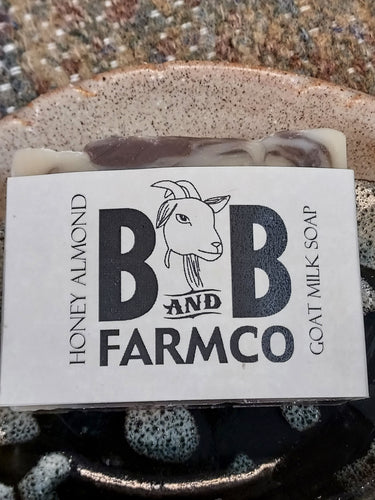 HONEY ALMOND
B AND B
FARMCO
GOAT MILK SOAP